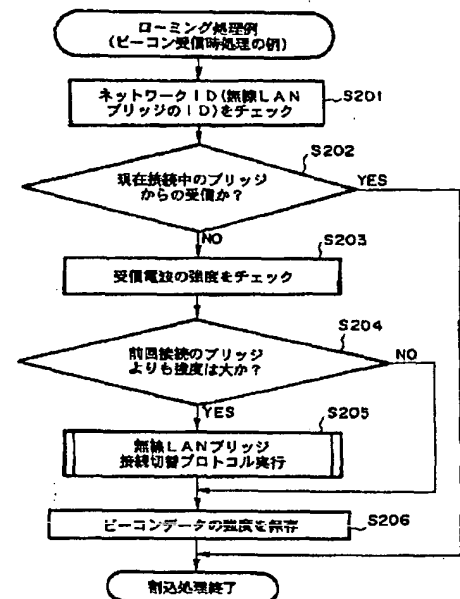 ローミング処理例
(ビーコン受信時処理の例)
ネットワークID(無線LAN
ブリッジのID)をチェック
S201
S202
現在接続中のブリッジ
からの受信か?
YES
NO
S203
受信電波の強度をチェック
S204
前回接続のブリッジ
よりも強度は大か?
NO
YES
S205
無線LANブリッジ
接続切替プロトコル実行
ビーコンデータの強度を保存
S206
割込処理終了